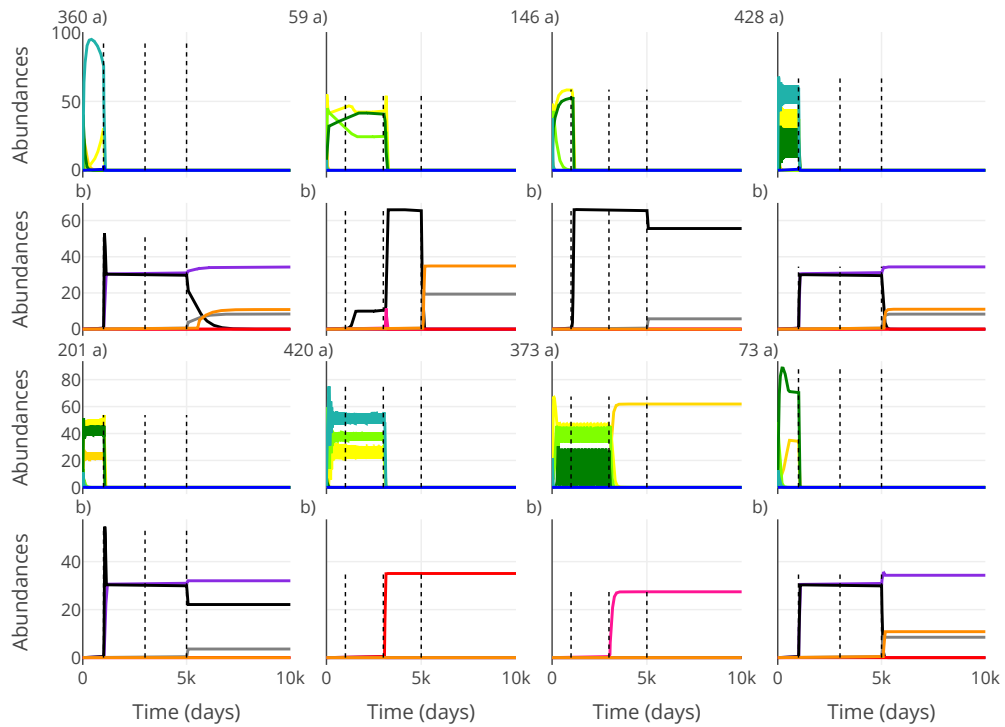 360 a) 59 a) 146 a) 428 a)
100
50
0
Abundances
b) b) b) b)
60
40
20
0
Abundances
201 a) 420 a) 373 a) 73 a)
80
60
40
20
0
Abundances
b) b) b) b)
40
20
0
Abundances
0 5k 10k 0 5k 0 5k 0 5k 10k
Time (days) Time (days) Time (days) Time (days)